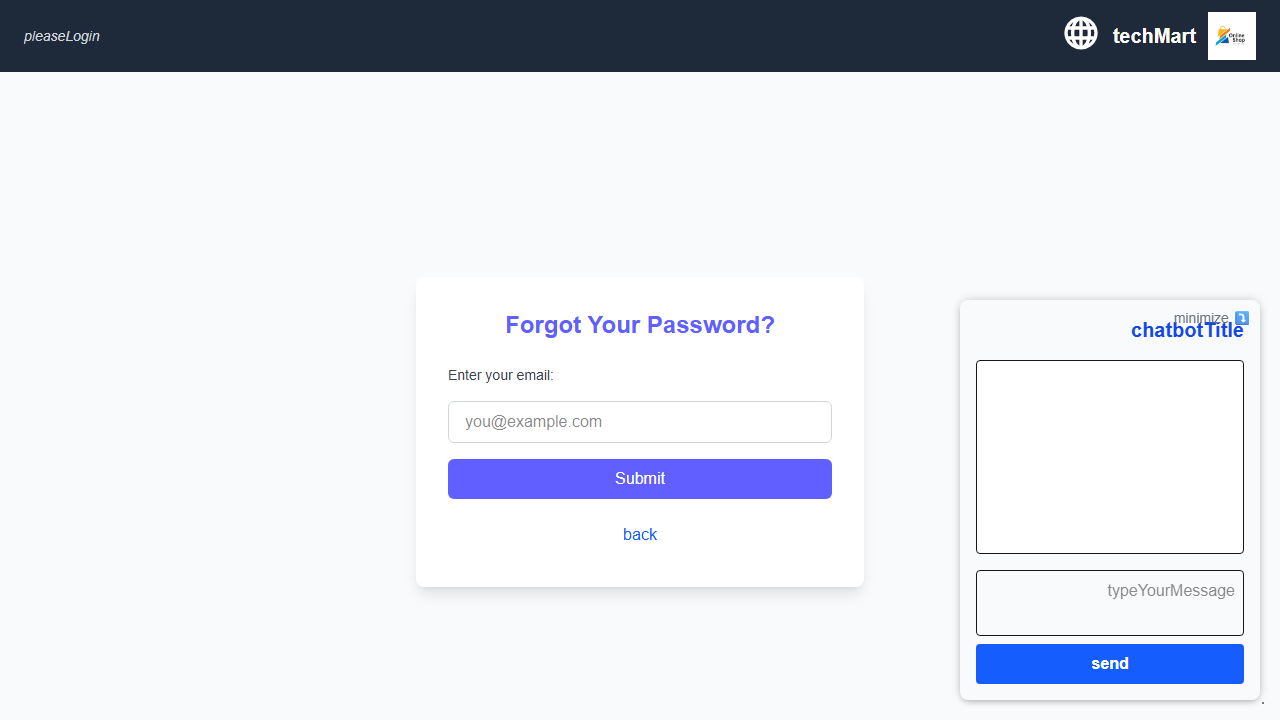 pleaseLogin
techMart
Online
Shop
Forgot Your Password?
Enter your email:
you@example.com
Submit
back
minimize ⤵️
chatbotTitle
typeYourMessage
send
.